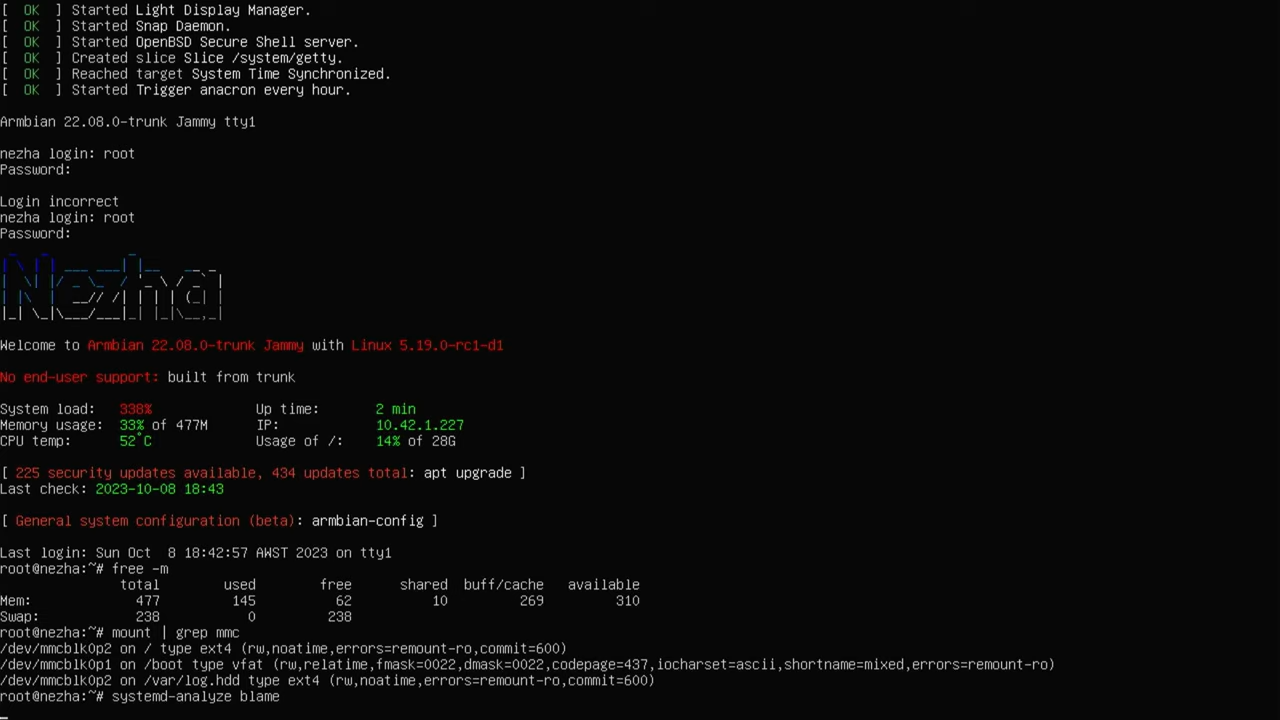 [ OK ] Started Light Display Manager.
[ OK ] Started Snap Daemon.
[ OK ] Started OpenBSD Secure Shell server.
[ OK ] Created slice Slice /system/getty.
[ OK ] Reached target System Time Synchronized.
[ OK ] Started Trigger anacron every hour.
Armbian 22.08.0-trunk Jammy tty1
nezha login: root
Password:
Login incorrect
nezha login: root
Password:
Nezha
Welcome to Armbian 22.08.0-trunk Jammy with Linux 5.19.0-rc1-d1
No end-user support: built from trunk
System load: 338% Up time: 2 min
Memory usage: 33% of 477M IP: 10.42.1.227
CPU temp: 52°C Usage of /: 14% of 28G
[ 225 security updates available, 434 updates total: apt upgrade ]
Last check: 2023-10-08 18:43
[ General system configuration (beta): armbian-config ]
Last login: Sun Oct  8 18:42:57 AWST 2023 on tty1
root@nezha:~# free -m
total used free shared buff/cache available
Mem: 477 145 62 10 269 310
Swap: 238 0 238
root@nezha:~# mount | grep mmc
/dev/mmcblk0p2 on / type ext4 (rw,noatime,errors=remount-ro,commit=600)
/dev/mmcblk0p1 on /boot type vfat (rw,relatime,fmask=0022,dmask=0022,codepage=437,iocharset=ascii,shortname=mixed,errors=remount-ro)
/dev/mmcblk0p2 on /var/log.hdd type ext4 (rw,noatime,errors=remount-ro,commit=600)
root@nezha:~# systemd-analyze blame